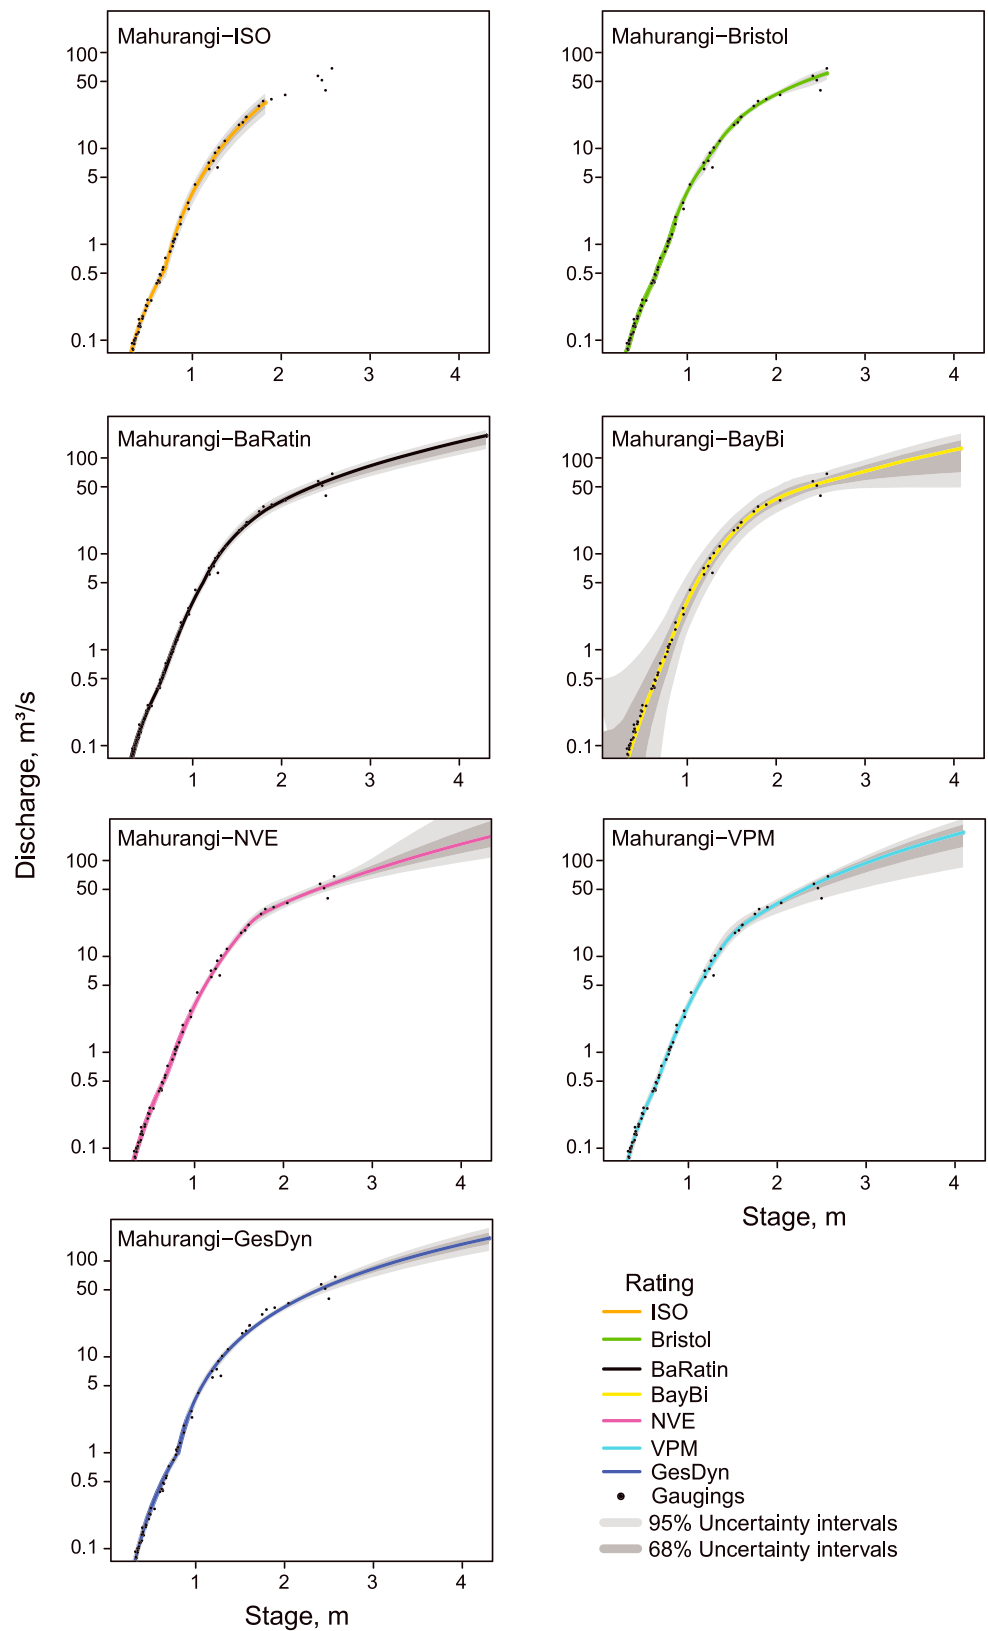 Mahurangi−ISO
100
50
10
5
1
0.5
0.1
1 2 3 4
Mahurangi−Bristol
100
50
10
5
1
0.5
0.1
1 2 3 4
Mahurangi−BaRatin
100
50
10
5
1
0.5
0.1
1 2 3 4
Mahurangi−BayBi
100
50
10
5
1
0.5
0.1
1 2 3 4
Discharge, m³/s
Mahurangi−NVE
100
50
10
5
1
0.5
0.1
1 2 3 4
Mahurangi−VPM
100
50
10
5
1
0.5
0.1
1 2 3 4
Stage, m
Mahurangi−GesDyn
100
50
10
5
1
0.5
0.1
1 2 3 4
Stage, m
Rating
ISO
Bristol
BaRatin
BayBi
NVE
VPM
GesDyn
Gaugings
95% Uncertainty intervals
68% Uncertainty intervals